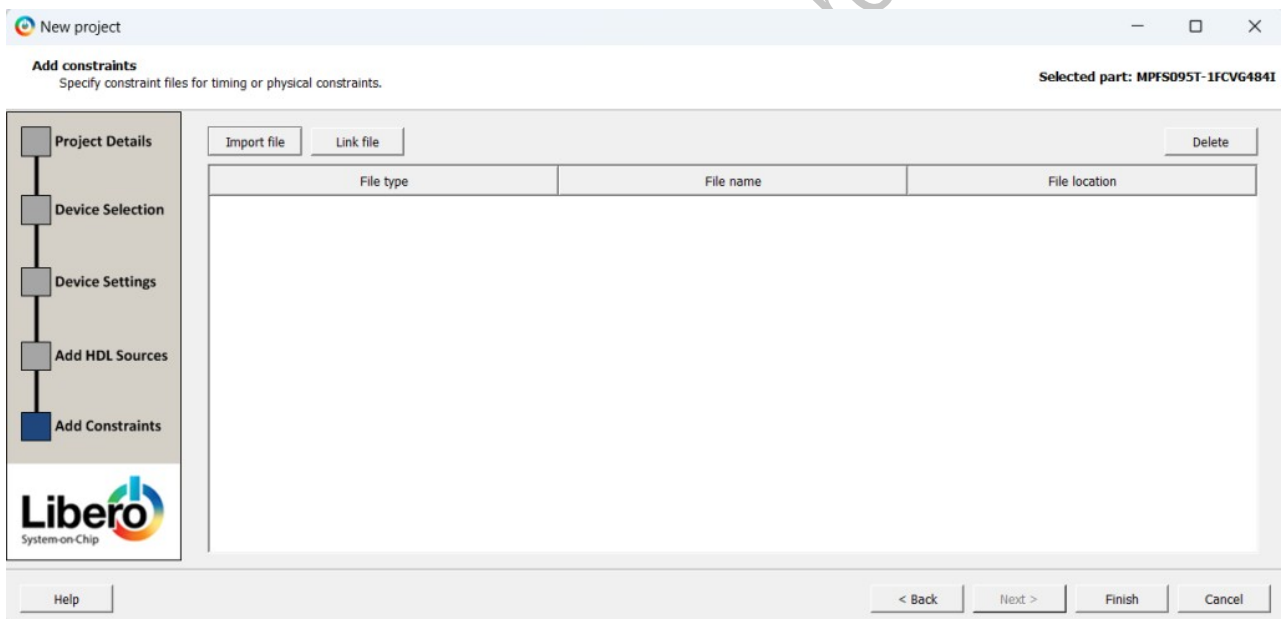 New project
Add constraints
Specify constraint files for timing or physical constraints.
Selected part: MPFS095T-1FCVG484I
Project Details
Device Selection
Device Settings
Add HDL Sources
Add Constraints
Libero
System-on-Chip
Import file
Link file
Delete
File type
File name
File location
Help
< Back
Next >
Finish
Cancel